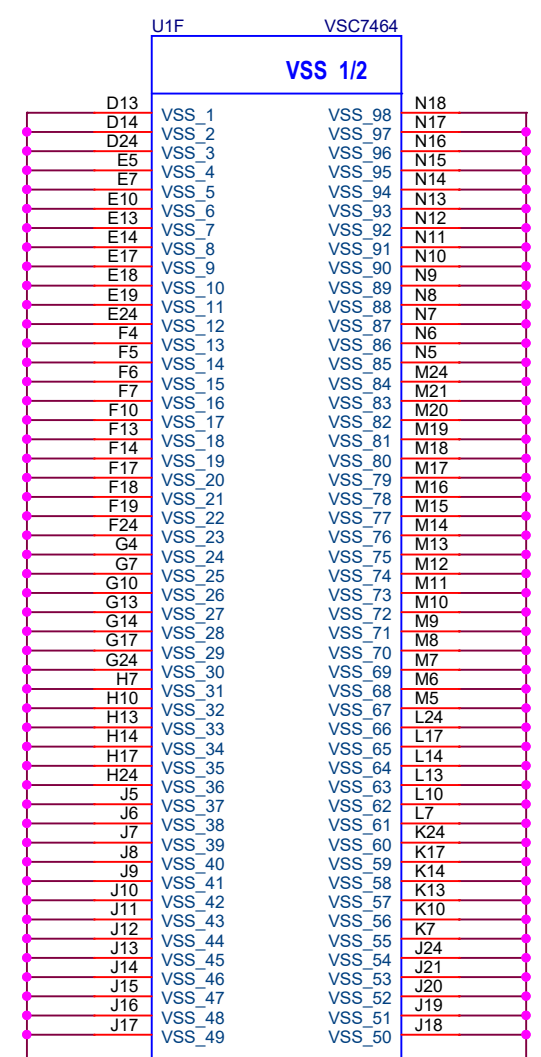 U1F VSC7464
VSS 1/2
D13 VSS_1 VSS_98 N18
D14 VSS_2 VSS_97 N17
D24 VSS_3 VSS_96 N16
E5 VSS_4 VSS_95 N15
E7 VSS_5 VSS_94 N14
E10 VSS_6 VSS_93 N13
E13 VSS_7 VSS_92 N12
E14 VSS_8 VSS_91 N11
E17 VSS_9 VSS_90 N10
E18 VSS_10 VSS_89 N9
E19 VSS_11 VSS_88 N8
E24 VSS_12 VSS_87 N7
F4 VSS_13 VSS_86 N6
F5 VSS_14 VSS_85 N5
F6 VSS_15 VSS_84 M24
F7 VSS_16 VSS_83 M21
F10 VSS_17 VSS_82 M20
F13 VSS_18 VSS_81 M19
F14 VSS_19 VSS_80 M18
F17 VSS_20 VSS_79 M17
F18 VSS_21 VSS_78 M16
F19 VSS_22 VSS_77 M15
F24 VSS_23 VSS_76 M14
G4 VSS_24 VSS_75 M13
G7 VSS_25 VSS_74 M12
G10 VSS_26 VSS_73 M11
G13 VSS_27 VSS_72 M10
G14 VSS_28 VSS_71 M9
G17 VSS_29 VSS_70 M8
G24 VSS_30 VSS_69 M7
H7 VSS_31 VSS_68 M6
H10 VSS_32 VSS_67 M5
H13 VSS_33 VSS_66 L24
H14 VSS_34 VSS_65 L17
H17 VSS_35 VSS_64 L14
H24 VSS_36 VSS_63 L13
J5 VSS_37 VSS_62 L10
J6 VSS_38 VSS_61 L7
J7 VSS_39 VSS_60 K24
J8 VSS_40 VSS_59 K17
J9 VSS_41 VSS_58 K14
J10 VSS_42 VSS_57 K13
J11 VSS_43 VSS_56 K10
J12 VSS_44 VSS_55 K7
J13 VSS_45 VSS_54 J24
J14 VSS_46 VSS_53 J21
J15 VSS_47 VSS_52 J20
J16 VSS_48 VSS_51 J19
J17 VSS_49 VSS_50 J18